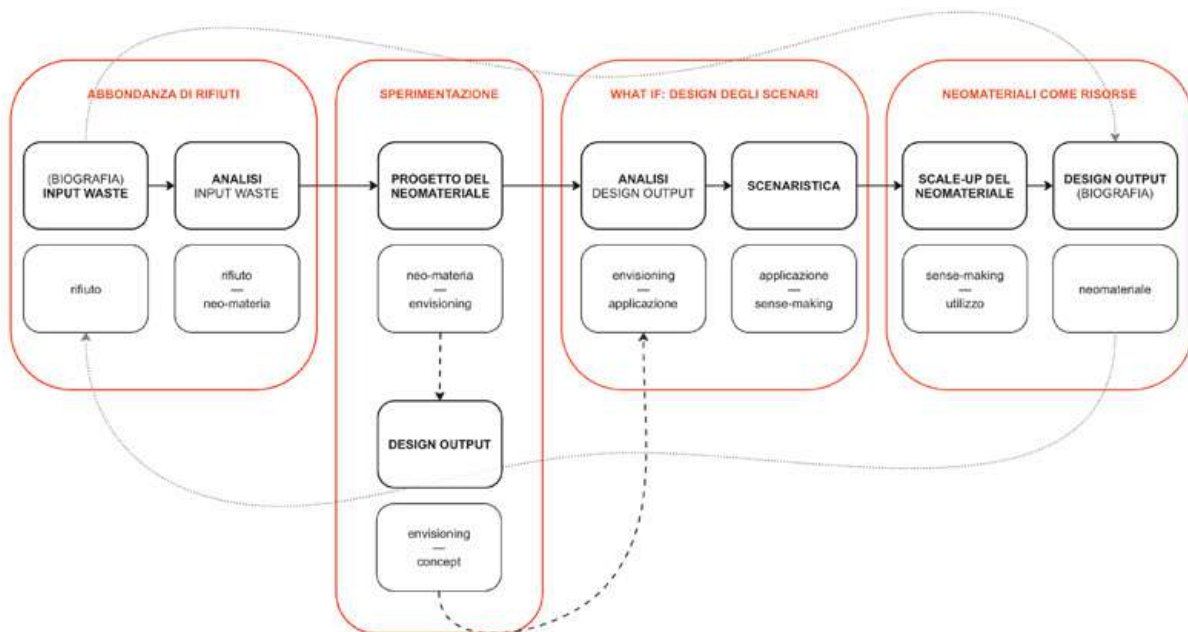 ABBONDANZA DI RIFIUTI
(BIOGRAFIA)
INPUT WASTE
ANALISI
INPUT WASTE
rifiuto
rifiuto
—
neo-materia
SPERIMENTAZIONE
PROGETTO DEL
NEOMATERIALE
neo-materia
—
envisioning
DESIGN OUTPUT
envisioning
—
concept
WHAT IF: DESIGN DEGLI SCENARI
ANALISI
DESIGN OUTPUT
SCENARISTICA
envisioning
—
applicazione
applicazione
—
sense-making
NEOMATERIALI COME RISORSE
SCALE-UP DEL
NEOMATERIALE
DESIGN OUTPUT
(BIOGRAFIA)
sense-making
—
utilizzo
neomateriale